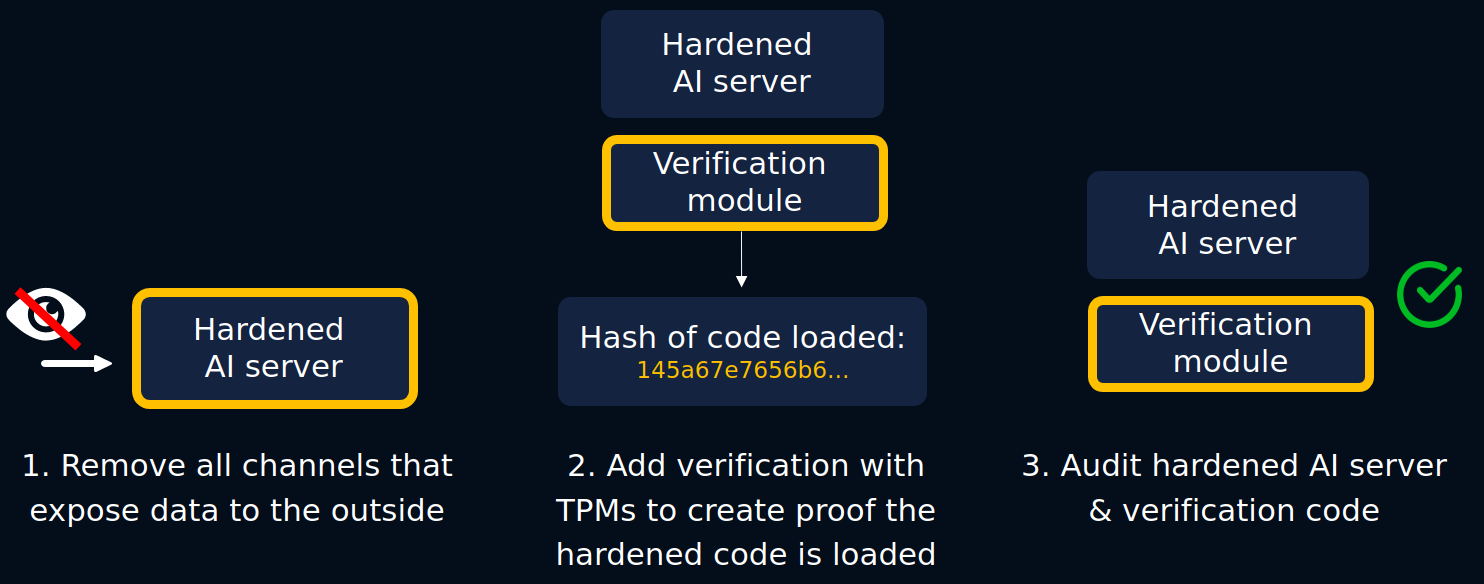 Hardened
AI server
1. Remove all channels that
expose data to the outside
Hardened
AI server
Verification
module
Hash of code loaded:
145a67e7656b6...
2. Add verification with
TPMs to create proof the
hardened code is loaded
Hardened
AI server
Verification
module
3. Audit hardened AI server
& verification code